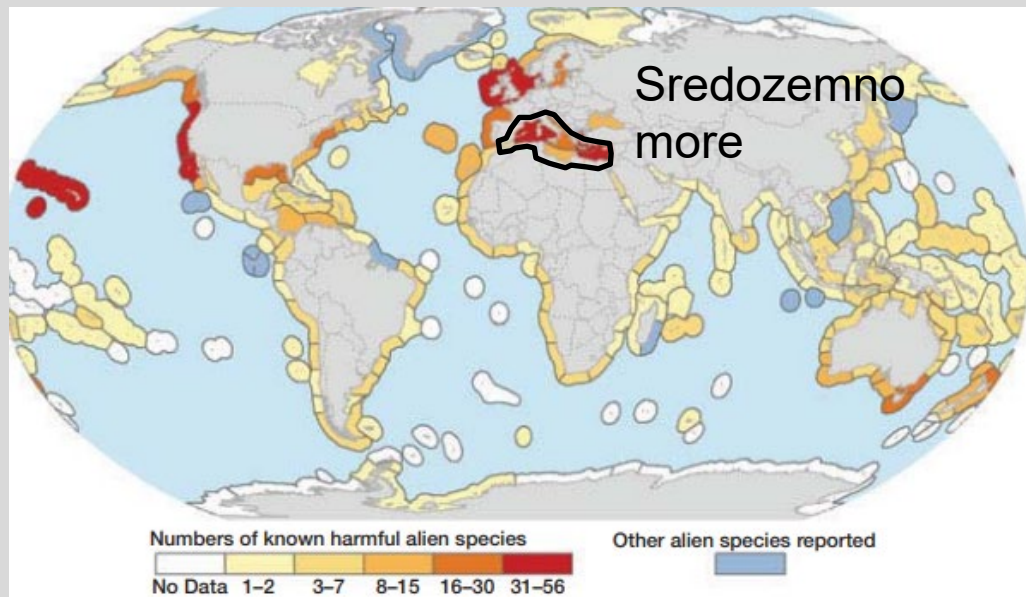 Sredozemno
more
Numbers of known harmful alien species
Other alien species reported
No Data 1–2 3–7 8–15 16–30 31–56